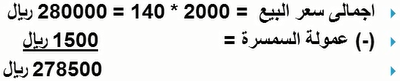 اجمالى سعر البيع = 2000 * 140 = 280000 ريال
(-) عمولة السمسرة = 1500 ريال
278500 ريال